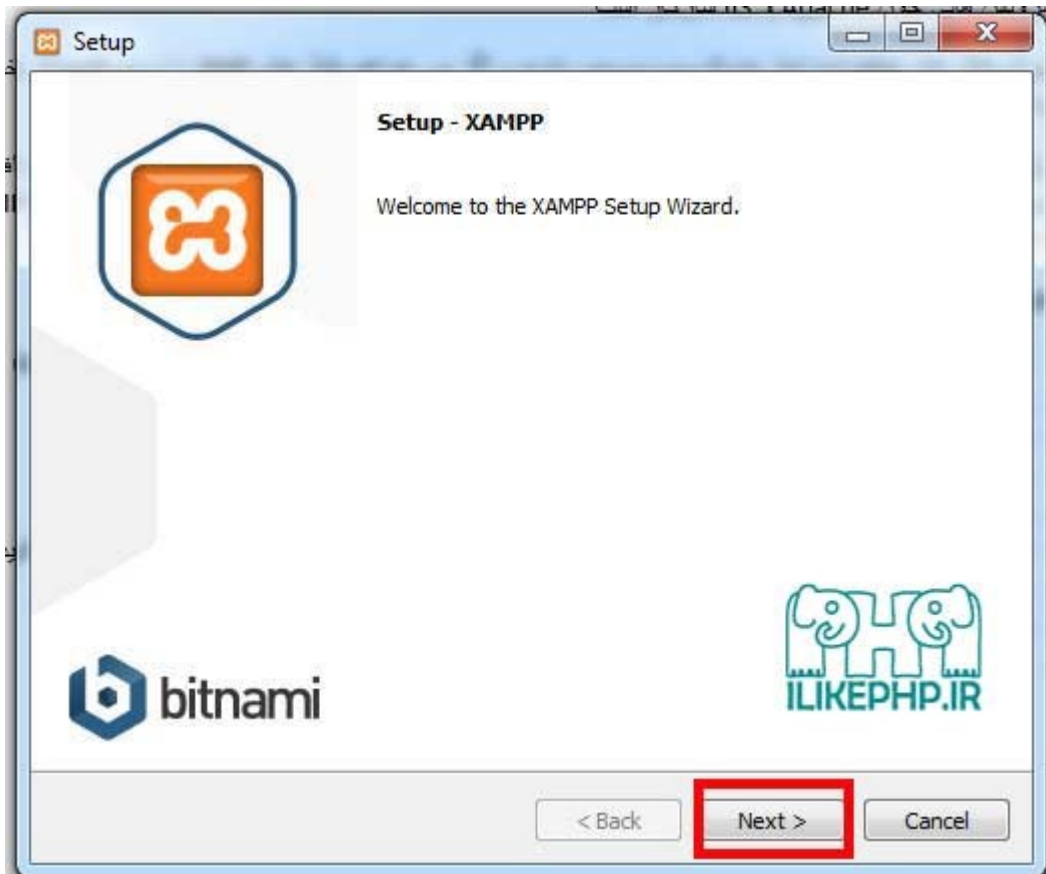 Setup
Setup - XAMPP
Welcome to the XAMPP Setup Wizard.
bitnami
ILIKEPHP.IR
< Back
Next >
Cancel